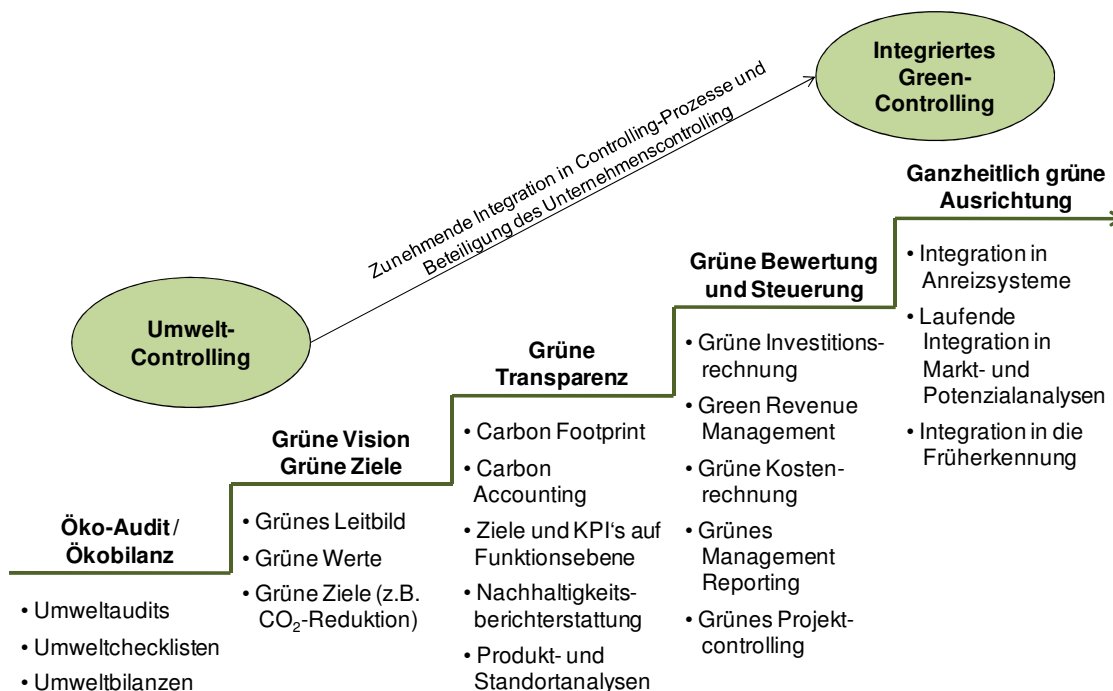 Integriertes
Green-
Controlling
Zunehmende Integration in Controlling-Prozesse und
Beteiligung des Unternehmenscontrolling
Umwelt-
Controlling
Öko-Audit /
Ökobilanz
• Umweltaudits
• Umweltchecklisten
• Umweltbilanzen
Grüne Vision
Grüne Ziele
• Grünes Leitbild
• Grüne Werte
• Grüne Ziele (z.B.
CO₂-Reduktion)
Grüne
Transparenz
• Carbon Footprint
• Carbon
Accounting
• Ziele und KPI‘s auf
Funktionsebene
• Nachhaltigkeits-
berichterstattung
• Produkt- und
Standortanalysen
Grüne Bewertung
und Steuerung
• Grüne Investitions-
rechnung
• Green Revenue
Management
• Grüne Kosten-
rechnung
• Grünes
Management
Reporting
• Grünes Projekt-
controlling
Ganzheitlich grüne
Ausrichtung
• Integration in
Anreizsysteme
• Laufende
Integration in
Markt- und
Potenzialanalysen
• Integration in die
Früherkennung